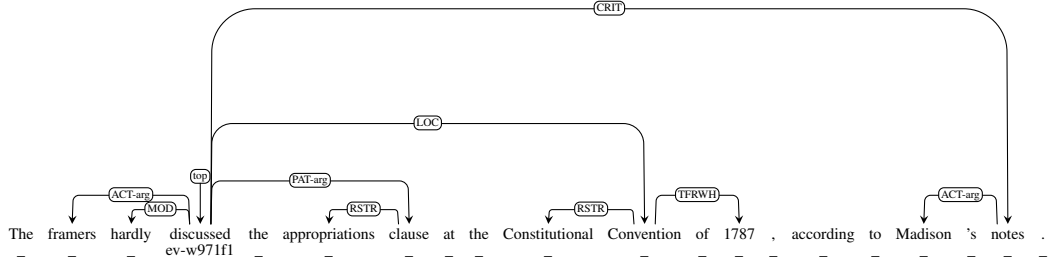 CRIT
LOC
top
PAT-arg
ACT-arg TFRWH ACT-arg
MOD RSTR RSTR
The framers hardly discussed the appropriations clause at the Constitutional Convention of 1787 , according to Madison 's notes .
_ _ _ ev-w971f1 _ _ _ _ _ _ _ _ _ _ _ _ _ _ _ _